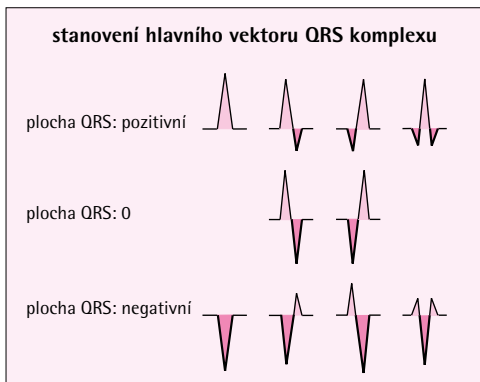 stanovení hlavního vektoru QRS komplexu
plocha QRS: pozitivní
plocha QRS: 0
plocha QRS: negativní